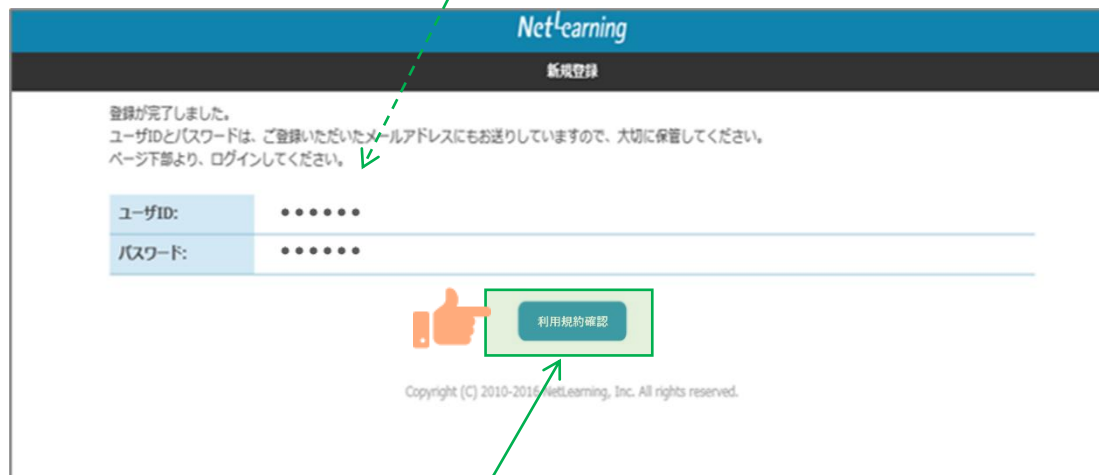 NetLearning
新規登録
登録が完了しました。
ユーザIDとパスワードは、ご登録いただいたメールアドレスにもお送りしていますので、大切に保管してください。
ページ下部より、ログインしてください。
ユーザID: ●●●●●●
パスワード: ●●●●●●
利用規約確認
Copyright (C) 2010-2016 NetLearning, Inc. All rights reserved.